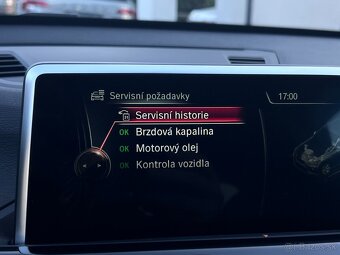 Servisní požadavky
17:00
Servisní historie
OK Brzdová kapalina
OK Motorový olej
OK Kontrola vozidla